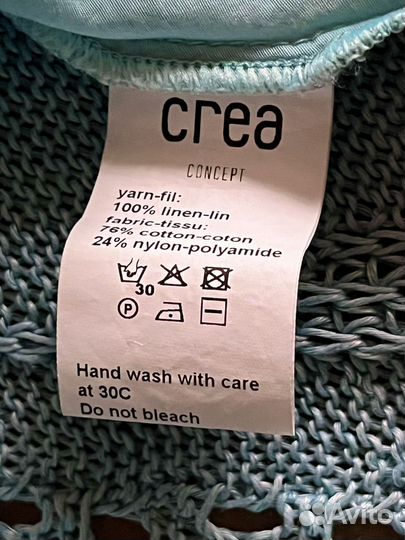 crea
CONCEPT
yarn-fil:
100% linen-lin
fabric-tissu:
76% cotton-coton
24% nylon-polyamide
30
P
Hand wash with care
at 30C
Do not bleach
Avito